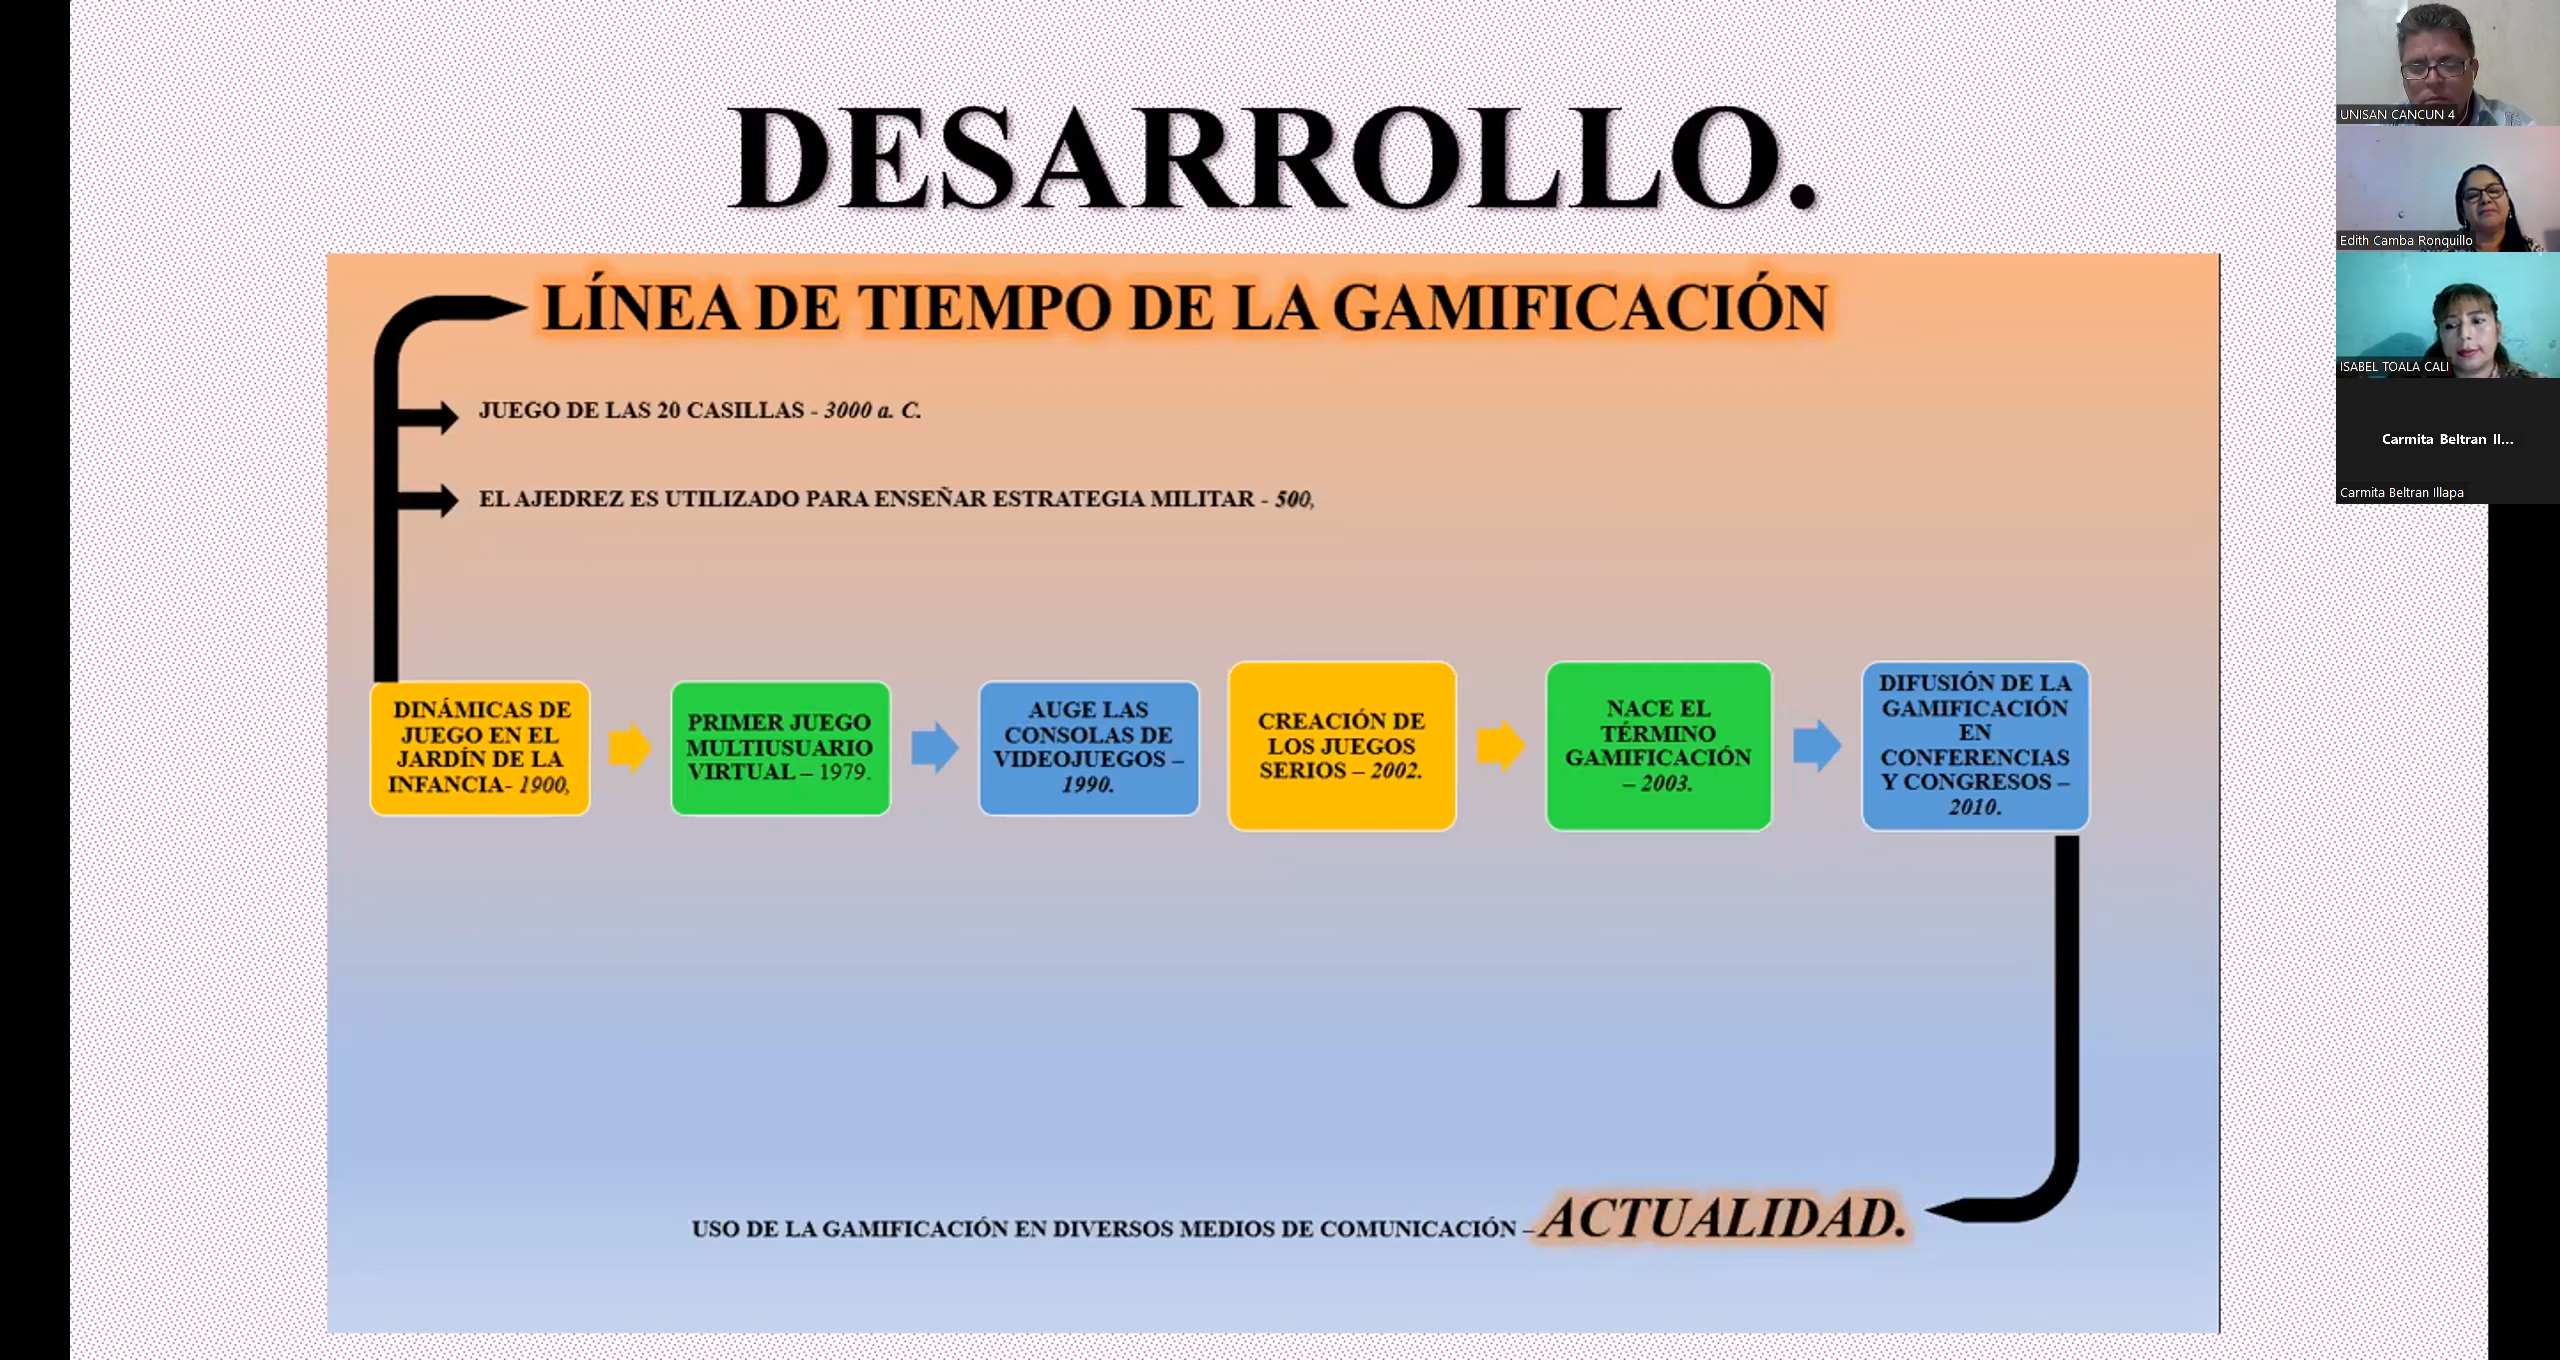 DESARROLLO.
LÍNEA DE TIEMPO DE LA GAMIFICACIÓN
JUEGO DE LAS 20 CASILLAS - 3000 a. C.
EL AJEDREZ ES UTILIZADO PARA ENSEÑAR ESTRATEGIA MILITAR - 500,
DINÁMICAS DE
JUEGO EN EL
JARDÍN DE LA
INFANCIA- 1900,
PRIMER JUEGO
MULTIUSUARIO
VIRTUAL – 1979.
AUGE LAS
CONSOLAS DE
VIDEOJUEGOS –
1990.
CREACIÓN DE
LOS JUEGOS
SERIOS – 2002.
NACE EL
TÉRMINO
GAMIFICACIÓN
– 2003.
DIFUSIÓN DE LA
GAMIFICACIÓN
EN
CONFERENCIAS
Y CONGRESOS –
2010.
USO DE LA GAMIFICACIÓN EN DIVERSOS MEDIOS DE COMUNICACIÓN – ACTUALIDAD.
UNISAN CANCUN 4
Edith Camba Ronquillo
ISABEL TOALA CALI
Carmita Beltran Il...
Carmita Beltran Illapa